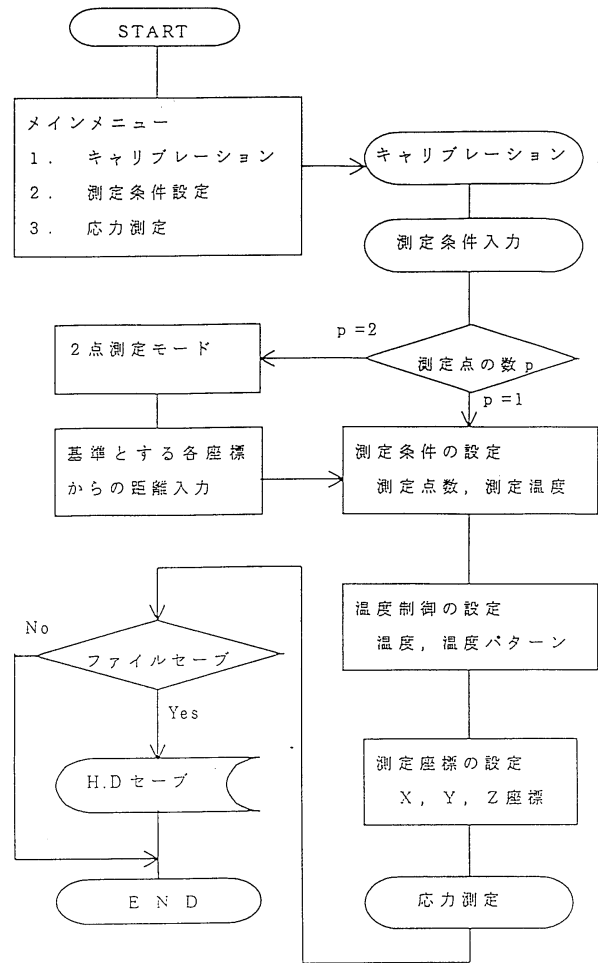 START
メインメニュー
1. キャリブレーション
2. 測定条件設定
3. 応力測定
キャリブレーション
測定条件入力
p=2
測定点の数p
p=1
2点測定モード
基準とする各座標
からの距離入力
測定条件の設定
測定点数, 測定温度
温度制御の設定
温度, 温度パターン
測定座標の設定
X, Y, Z座標
応力測定
No
ファイルセーブ
Yes
H.Dセーブ
END